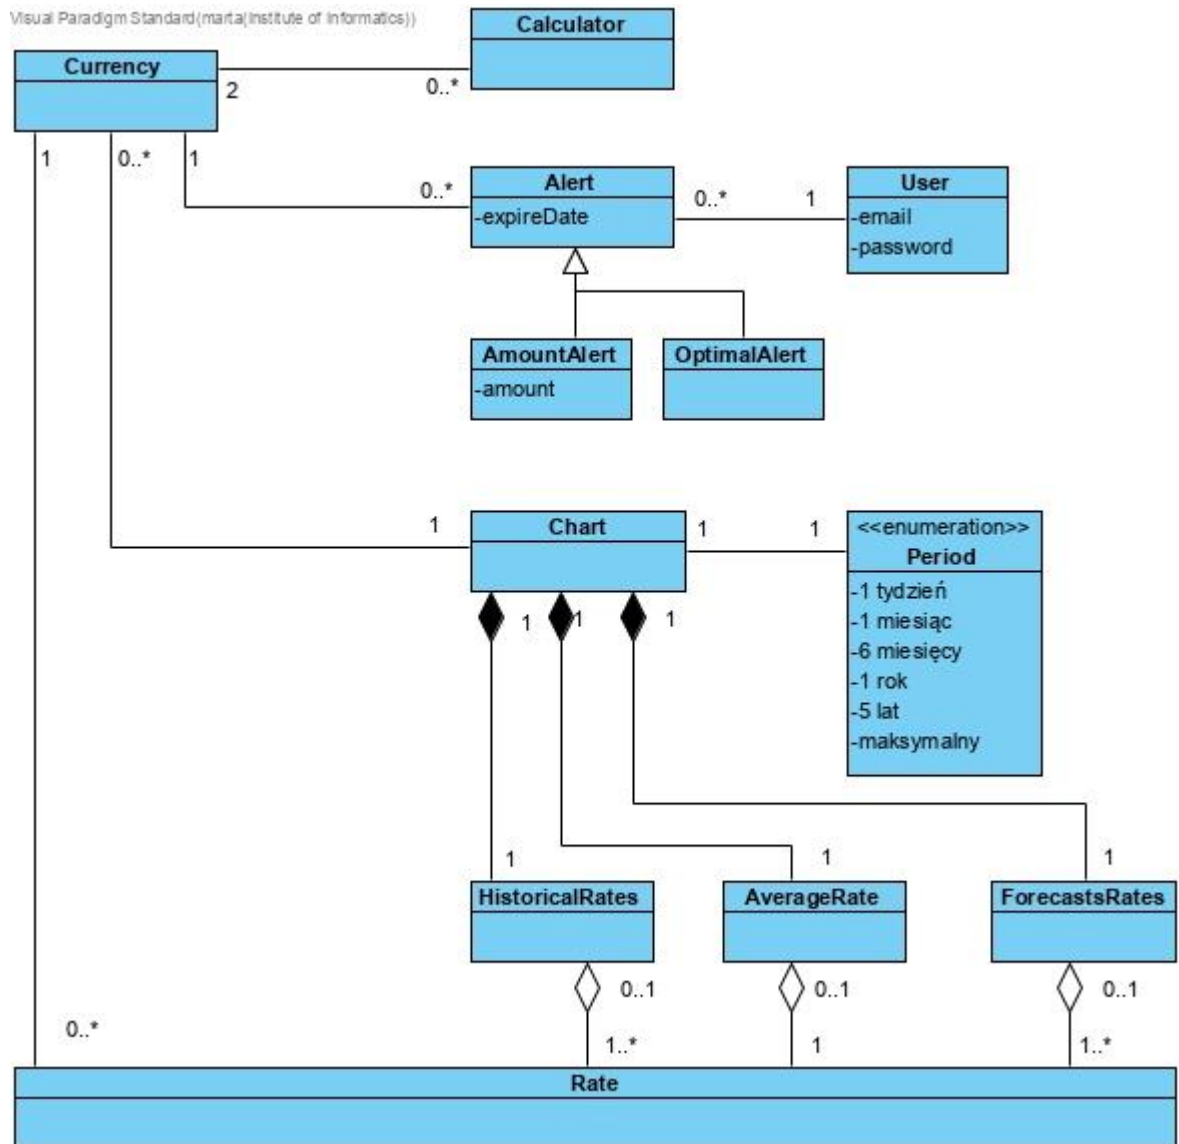 Visual Paradigm Standard(marta(Institute of Informatics))
Calculator
Currency
2
0..*
1
0..*
1
0..*
Alert
-expireDate
0..*
1
User
-email
-password
AmountAlert
-amount
OptimalAlert
1
Chart
1
1
<<enumeration>>
Period
-1 tydzień
-1 miesiąc
-6 miesięcy
-1 rok
-5 lat
-maksymalny
1
1
1
1
1
1
HistoricalRates
AverageRate
ForecastsRates
0..1
0..1
0..1
0..*
1..*
1
1..*
Rate